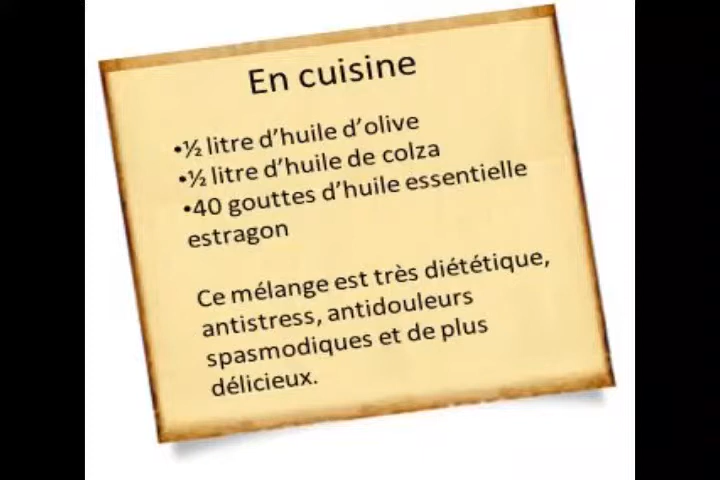 En cuisine
•½ litre d’huile d’olive
•½ litre d’huile de colza
•40 gouttes d’huile essentielle
estragon
Ce mélange est très diététique,
antistress, antidouleurs
spasmodiques et de plus
délicieux.